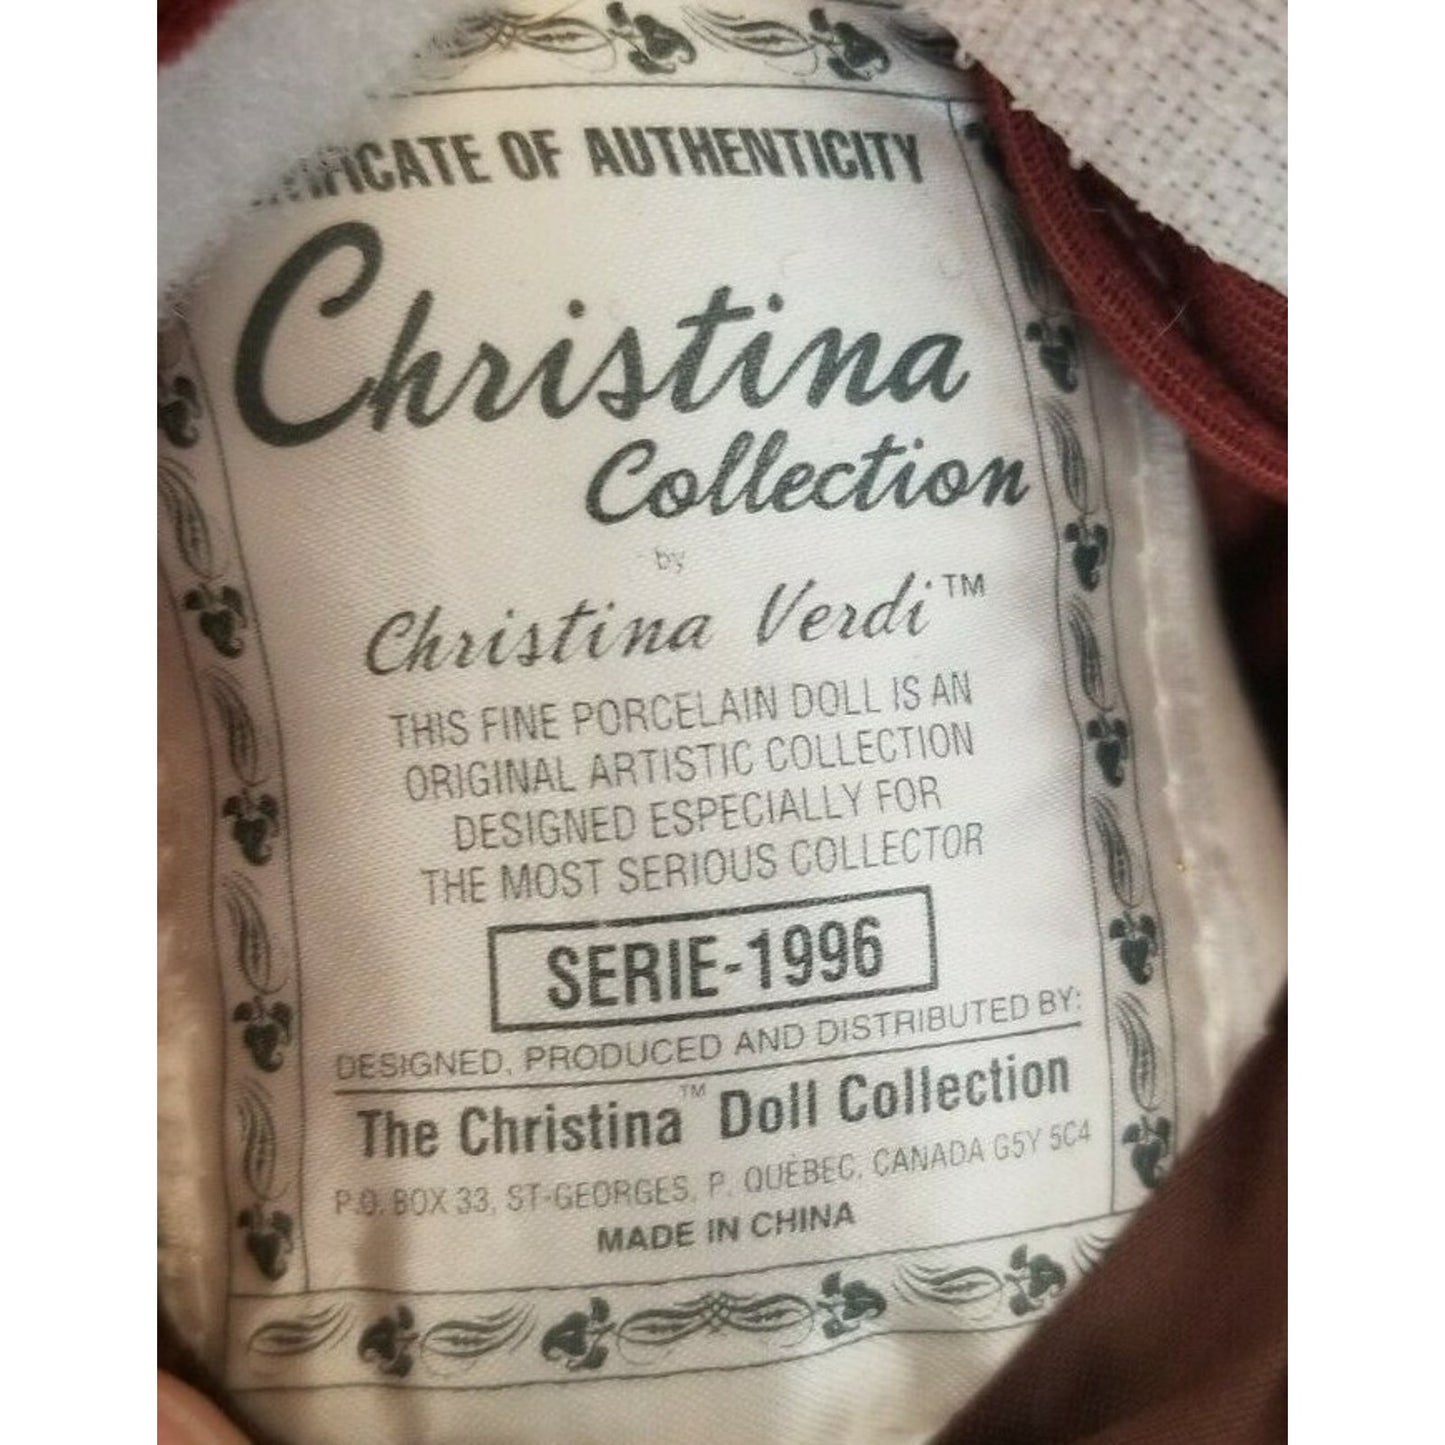 OF AUTHENTICITY
Christina
Collection
by
Christina Verdi™
THIS FINE PORCELAIN DOLL IS AN
ORIGINAL ARTISTIC COLLECTION
DESIGNED ESPECIALLY FOR
THE MOST SERIOUS COLLECTOR
SERIE-1996
DESIGNED, PRODUCED AND DISTRIBUTED BY:
The Christina™ Doll Collection
P.O. BOX 33, ST-GEORGES, P. QUÉBEC, CANADA G5Y 5C4
MADE IN CHINA